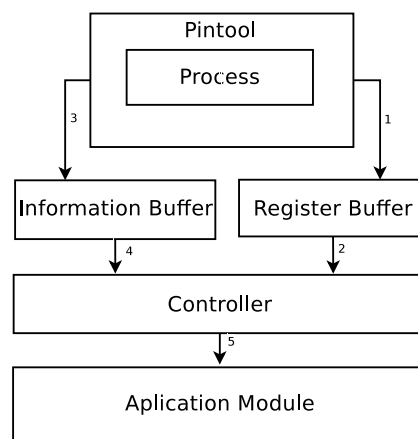 Pintool
Process
3
1
Information Buffer
Register Buffer
4
2
Controller
5
Aplication Module